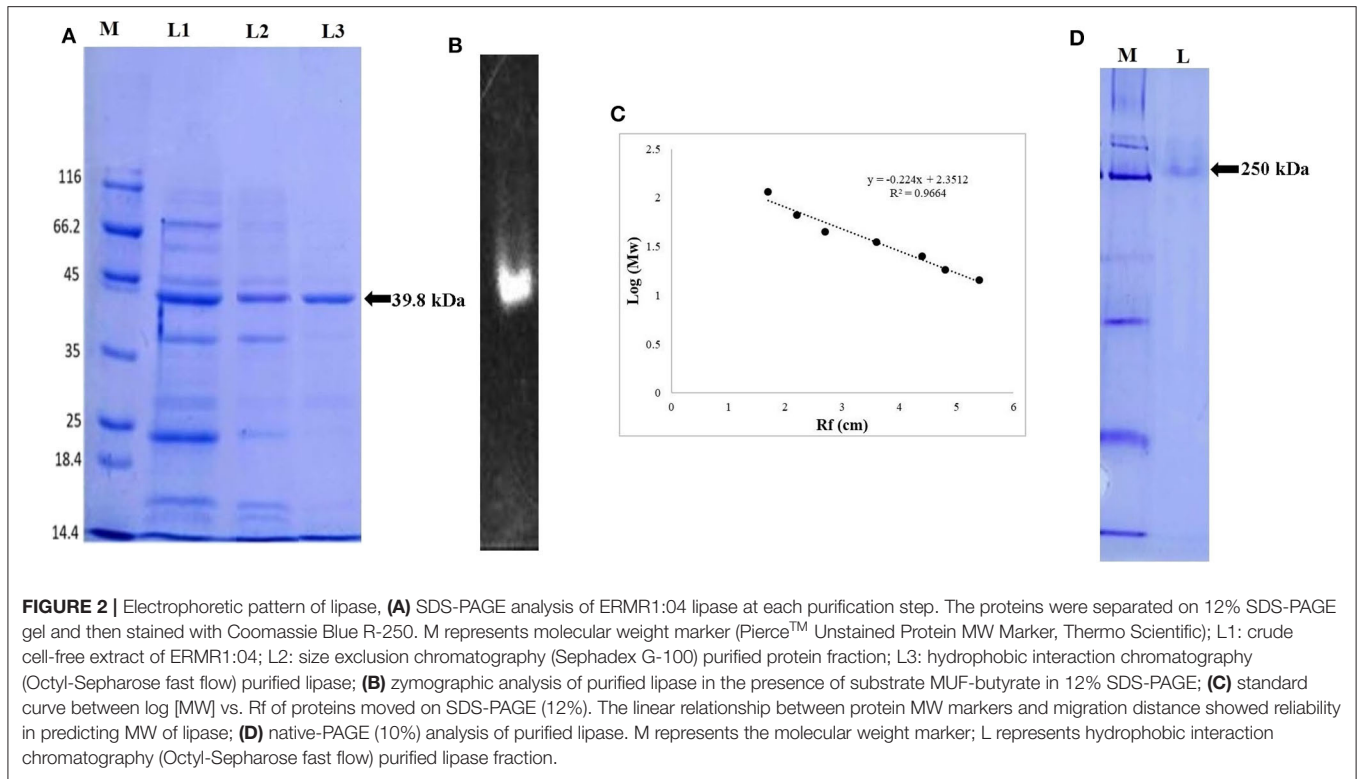 A
M L1 L2 L3
116
66.2
45
39.8 kDa
35
25
18.4
14.4
B
C
2.5
2
1.5
1
0.5
0
Log (Mw)
y = -0.224x + 2.3512
R² = 0.9664
0 1 2 3 4 5 6
Rf (cm)
D
M L
250 kDa
FIGURE 2 | Electrophoretic pattern of lipase, (A) SDS-PAGE analysis of ERMR1:04 lipase at each purification step. The proteins were separated on 12% SDS-PAGE
gel and then stained with Coomassie Blue R-250. M represents molecular weight marker (Pierce™ Unstained Protein MW Marker, Thermo Scientific); L1: crude
cell-free extract of ERMR1:04; L2: size exclusion chromatography (Sephadex G-100) purified protein fraction; L3: hydrophobic interaction chromatography
(Octyl-Sepharose fast flow) purified lipase; (B) zymographic analysis of purified lipase in the presence of substrate MUF-butyrate in 12% SDS-PAGE; (C) standard
curve between log [MW] vs. Rf of proteins moved on SDS-PAGE (12%). The linear relationship between protein MW markers and migration distance showed reliability
in predicting MW of lipase; (D) native-PAGE (10%) analysis of purified lipase. M represents the molecular weight marker; L represents hydrophobic interaction
chromatography (Octyl-Sepharose fast flow) purified lipase fraction.